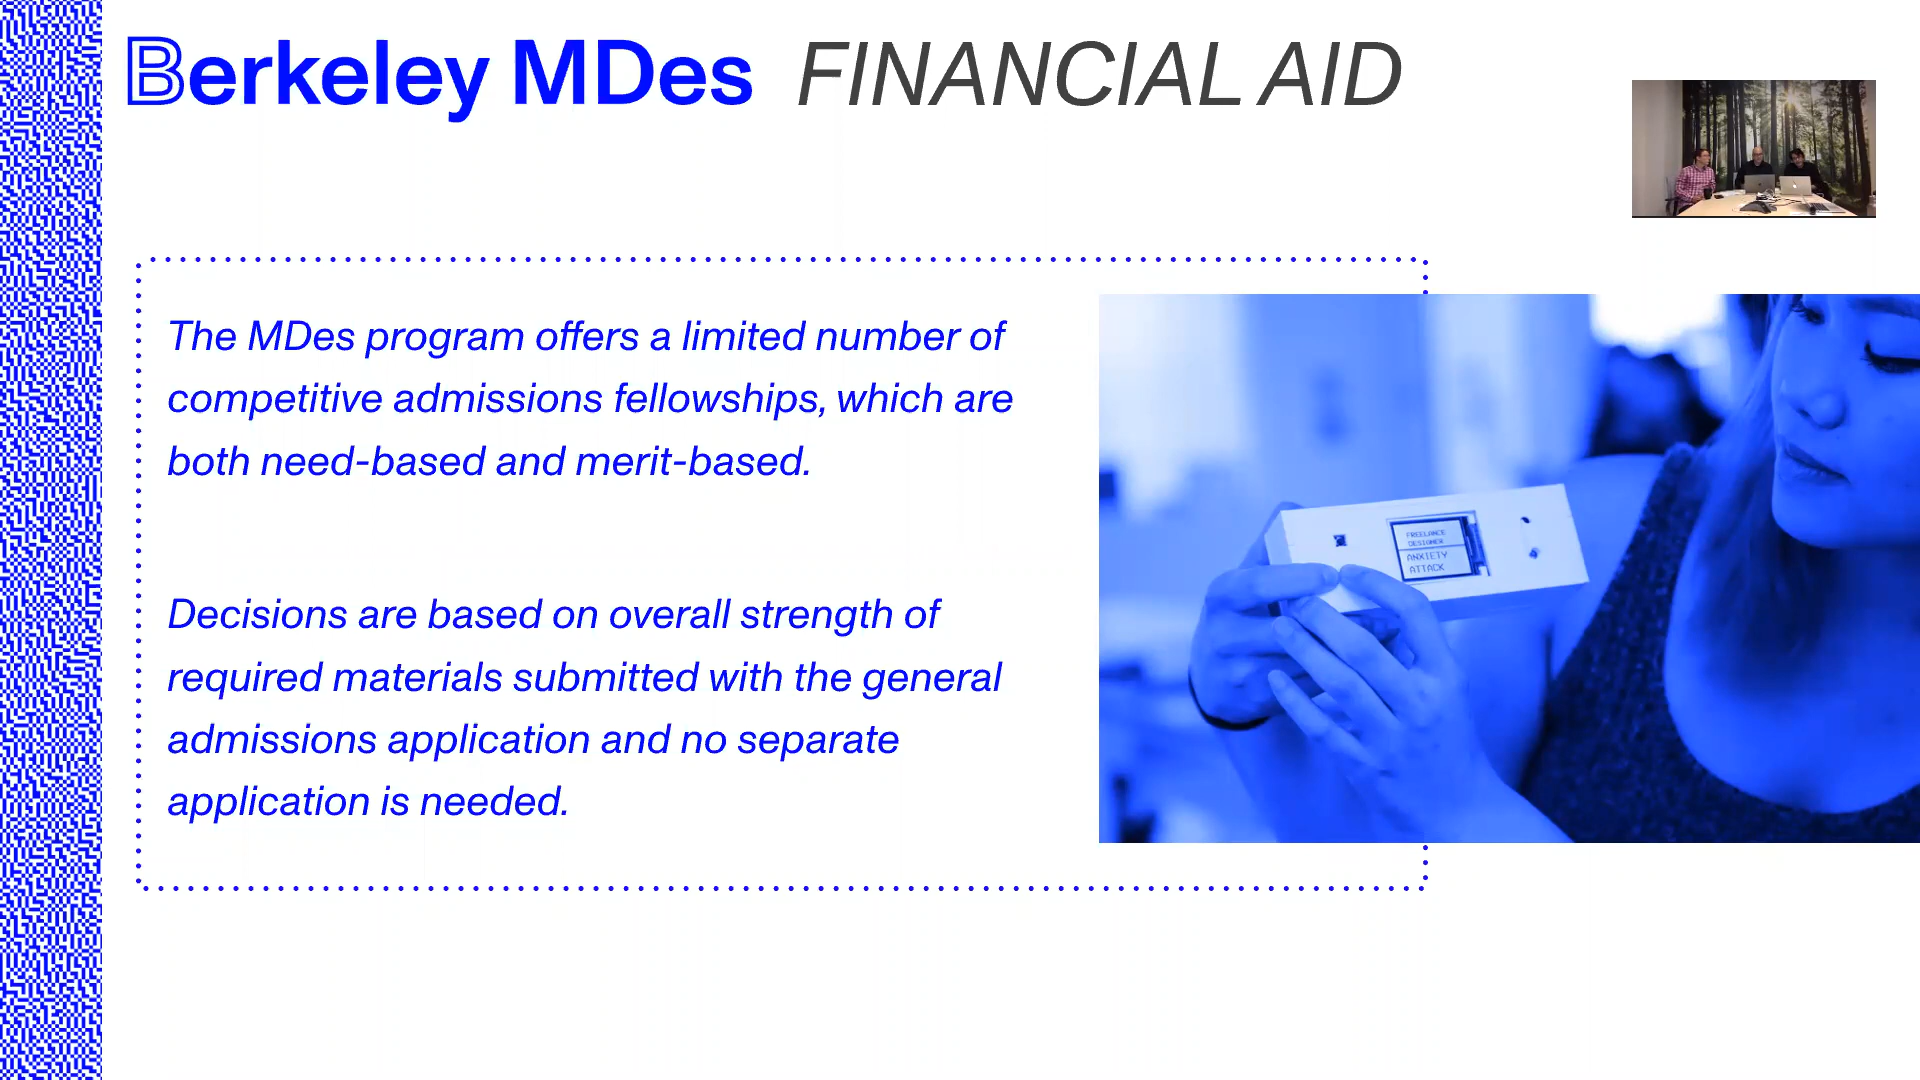 Berkeley MDes FINANCIAL AID
The MDes program offers a limited number of
competitive admissions fellowships, which are
both need-based and merit-based.
Decisions are based on overall strength of
required materials submitted with the general
admissions application and no separate
application is needed.
FREELANCE
DESIGNER
ANXIETY
ATTACK